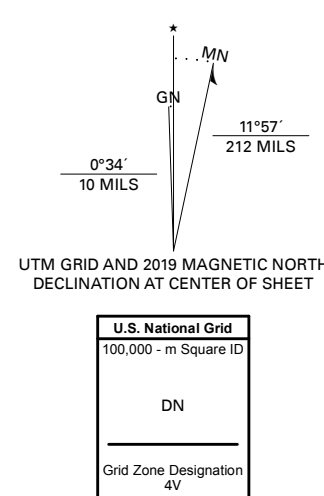 ★
MN
GN
11°57´
212 MILS
0°34´
10 MILS
UTM GRID AND 2019 MAGNETIC NORTH
DECLINATION AT CENTER OF SHEET
U.S. National Grid
100,000 - m Square ID
DN
Grid Zone Designation
4V